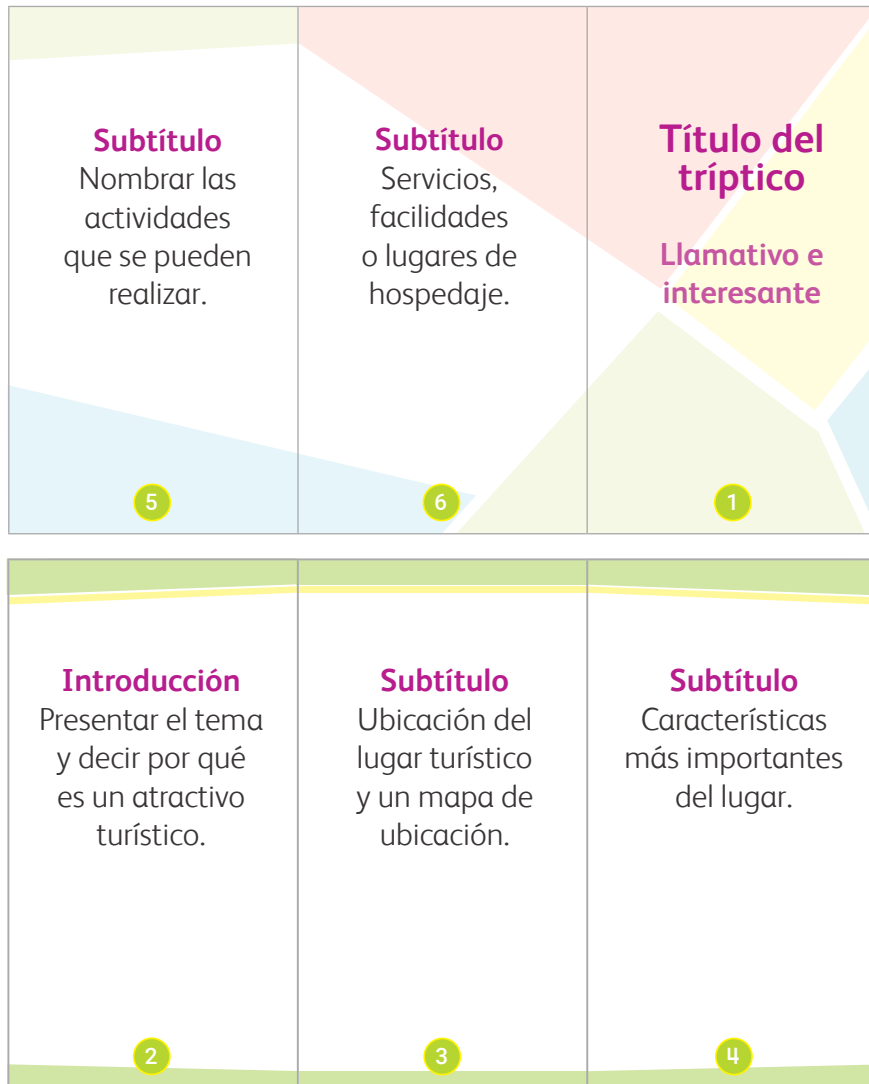 Subtítulo
Nombrar las
actividades
que se pueden
realizar.
5
Subtítulo
Servicios,
facilidades
o lugares de
hospedaje.
6
Título del
tríptico
Llamativo e
interesante
1
Introducción
Presentar el tema
y decir por qué
es un atractivo
turístico.
2
Subtítulo
Ubicación del
lugar turístico
y un mapa de
ubicación.
3
Subtítulo
Características
más importantes
del lugar.
4